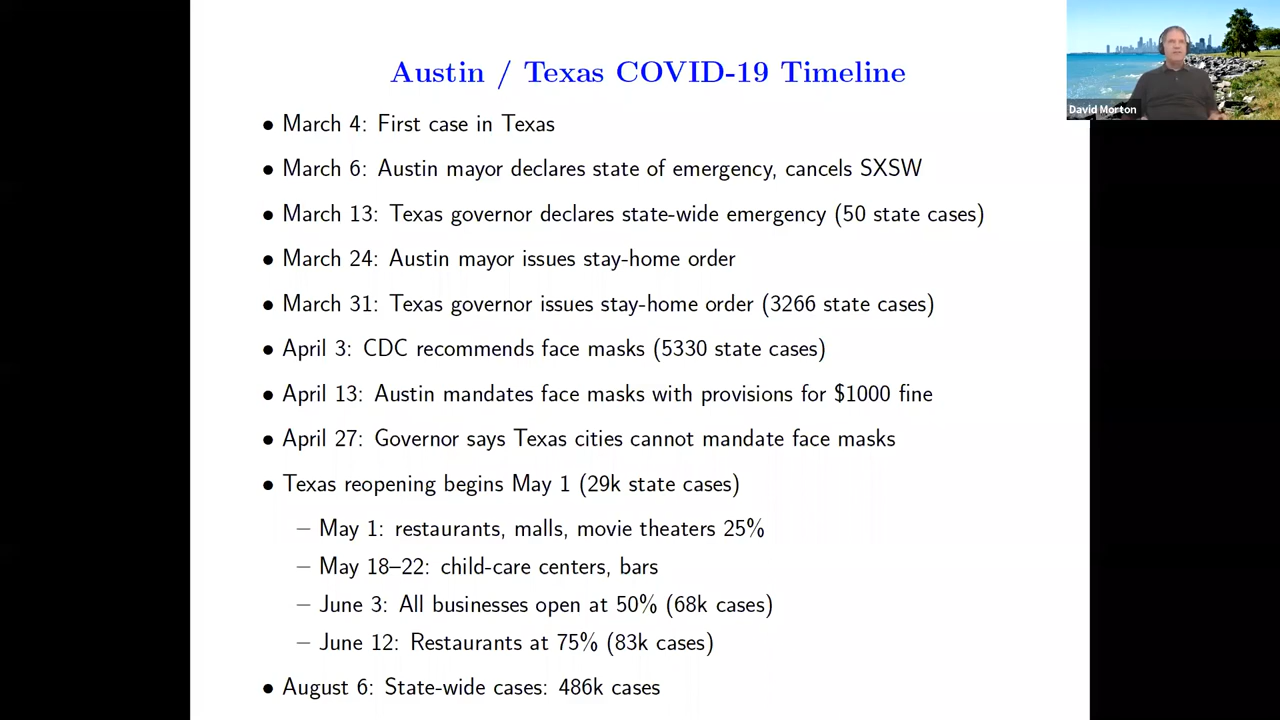 Austin / Texas COVID-19 Timeline
David Morton
• March 4: First case in Texas
• March 6: Austin mayor declares state of emergency, cancels SXSW
• March 13: Texas governor declares state-wide emergency (50 state cases)
• March 24: Austin mayor issues stay-home order
• March 31: Texas governor issues stay-home order (3266 state cases)
• April 3: CDC recommends face masks (5330 state cases)
• April 13: Austin mandates face masks with provisions for $1000 fine
• April 27: Governor says Texas cities cannot mandate face masks
• Texas reopening begins May 1 (29k state cases)
– May 1: restaurants, malls, movie theaters 25%
– May 18–22: child-care centers, bars
– June 3: All businesses open at 50% (68k cases)
– June 12: Restaurants at 75% (83k cases)
• August 6: State-wide cases: 486k cases